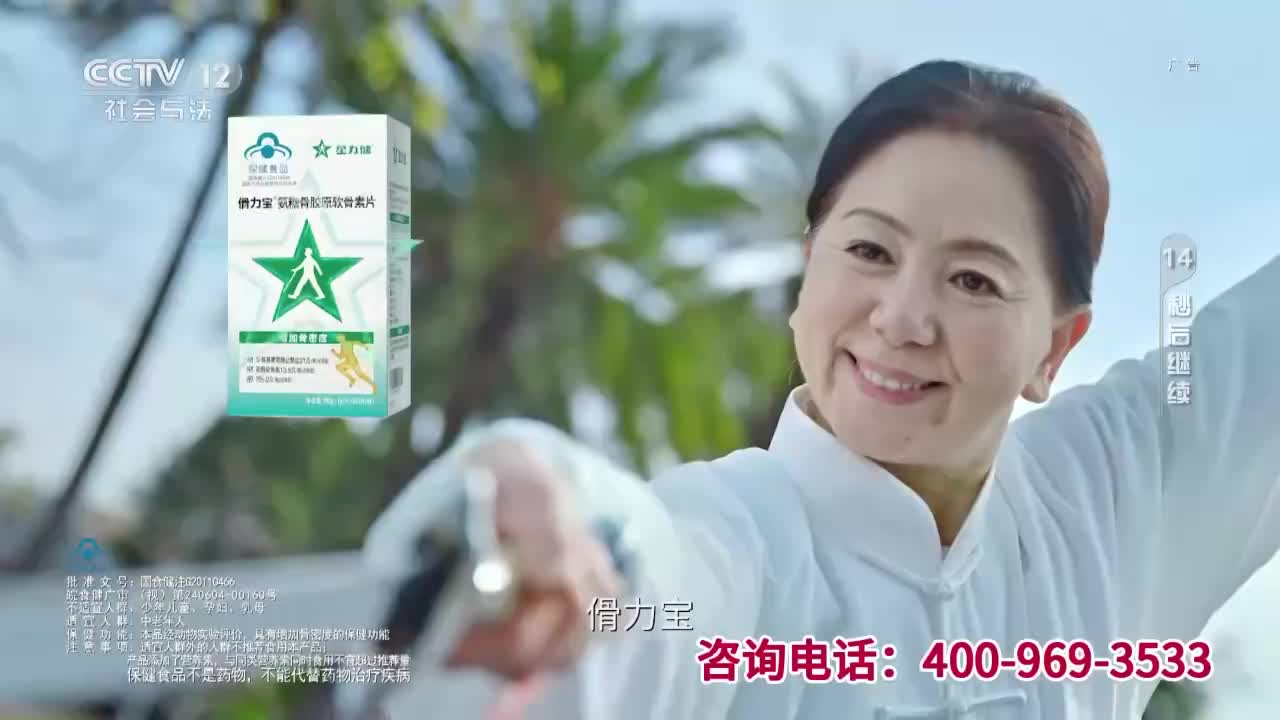 CCTV 12
社会与法
广告
保健食品
健力宝 氨糖骨胶原软骨素片
增加骨密度
14
秒后继续
批准文号：国食健注G20110466
皖食健广审（视）第240604-00160号
不适宜人群：少年儿童、孕妇、乳母
适宜人群：中老年人
保健功能：本品经动物实验评价，具有增加骨密度的保健功能
注意事项：适宜人群外的人群不推荐食用本产品；
产品添加了营养素，与同类营养素同时食用不宜超过推荐量
保健食品不是药物，不能代替药物治疗疾病
力宝
咨询电话：400-969-3533